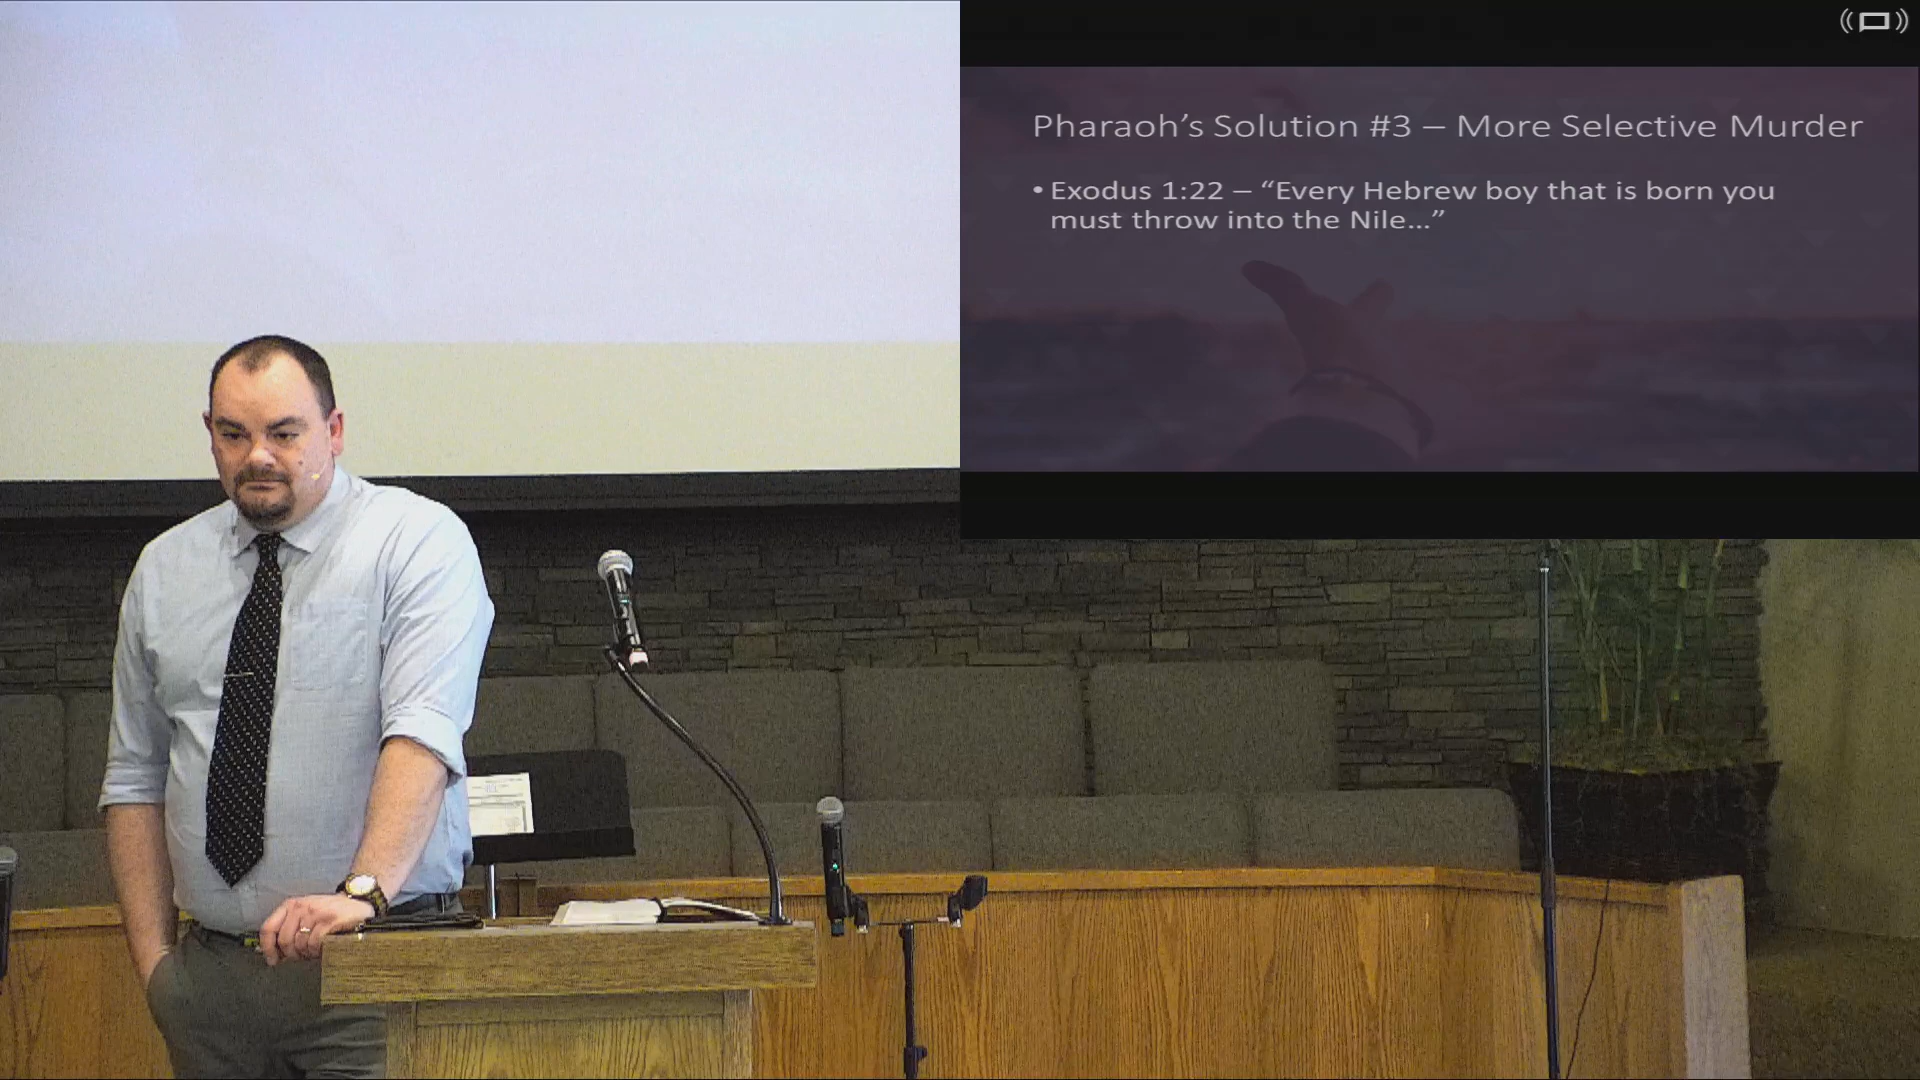 Pharaoh’s Solution #3 – More Selective Murder
• Exodus 1:22 – “Every Hebrew boy that is born you
must throw into the Nile…”